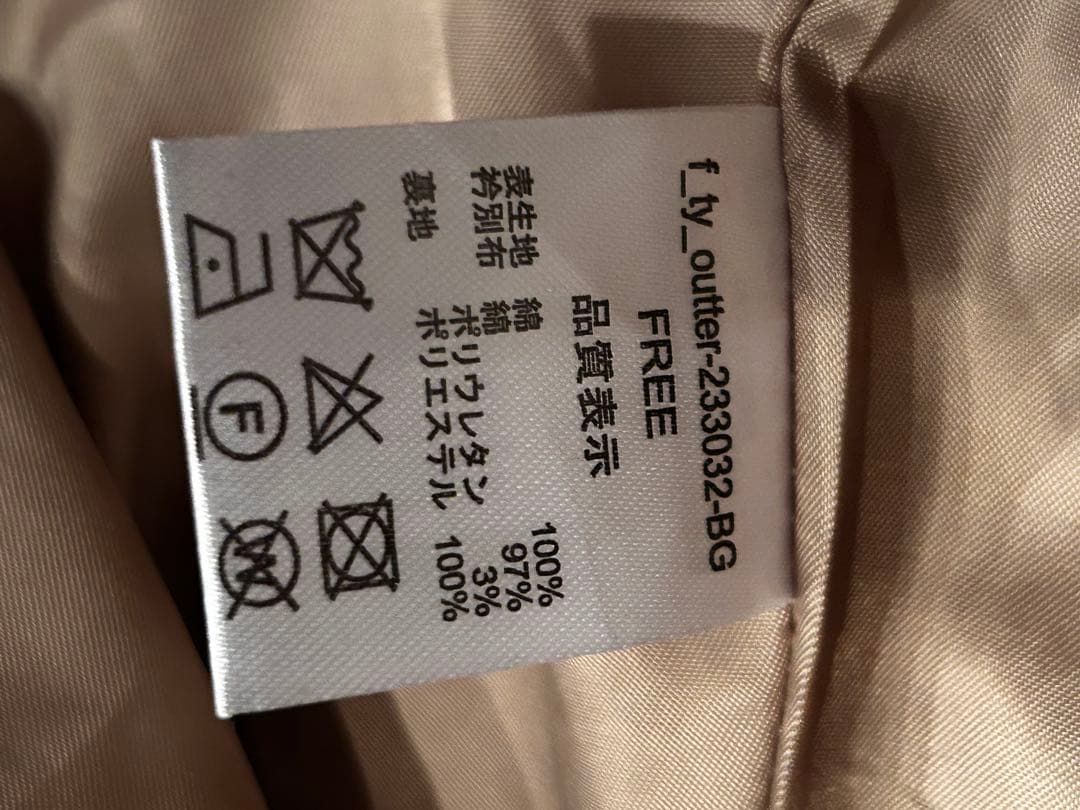 f_ty_outter-233032-BG
FREE
品質表示
表生地 綿 100%
衿別布 綿 97%
ポリウレタン 3%
裏地 ポリエステル 100%
F
W